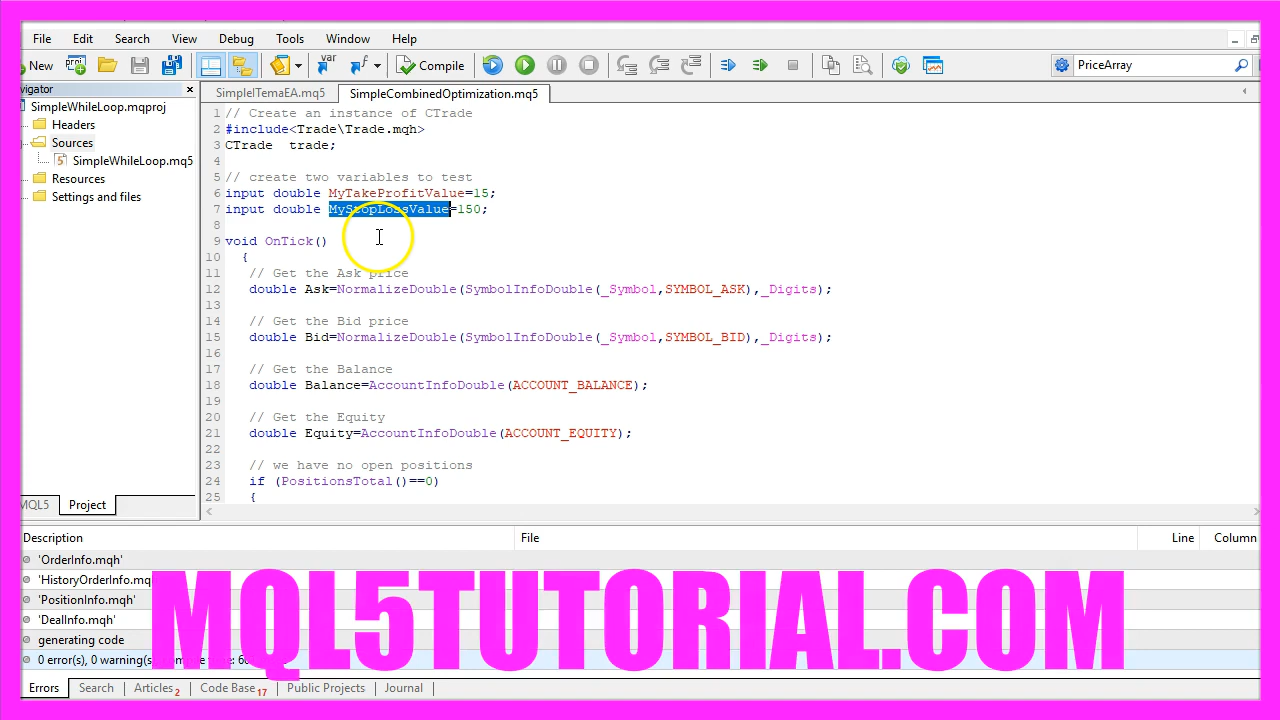 File Edit Search View Debug Tools Window Help
New Compile PriceArray
vigator
SimpleITemaEA.mq5 SimpleCombinedOptimization.mq5
SimpleWhileLoop.mqproj
Headers
Sources
SimpleWhileLoop.mq5
Resources
Settings and files
MQL5 Project
1 // Create an instance of CTrade
2 #include<Trade\Trade.mqh>
3 CTrade  trade;
4
5 // create two variables to test
6 input double MyTakeProfitValue=15;
7 input double MyStopLossValue=150;
8
9 void OnTick()
10   {
11    // Get the Ask price
12    double Ask=NormalizeDouble(SymbolInfoDouble(_Symbol,SYMBOL_ASK),_Digits);
13
14    // Get the Bid price
15    double Bid=NormalizeDouble(SymbolInfoDouble(_Symbol,SYMBOL_BID),_Digits);
16
17    // Get the Balance
18    double Balance=AccountInfoDouble(ACCOUNT_BALANCE);
19
20    // Get the Equity
21    double Equity=AccountInfoDouble(ACCOUNT_EQUITY);
22
23    // we have no open positions
24    if (PositionsTotal()==0)
25    {
Description File Line Column
'OrderInfo.mqh'
'HistoryOrderInfo.mq
'PositionInfo.mqh'
'DealInfo.mqh'
generating code
0 error(s), 0 warning(s)
MQL5TUTORIAL.COM
Errors Search Articles 2 Code Base 17 Public Projects Journal